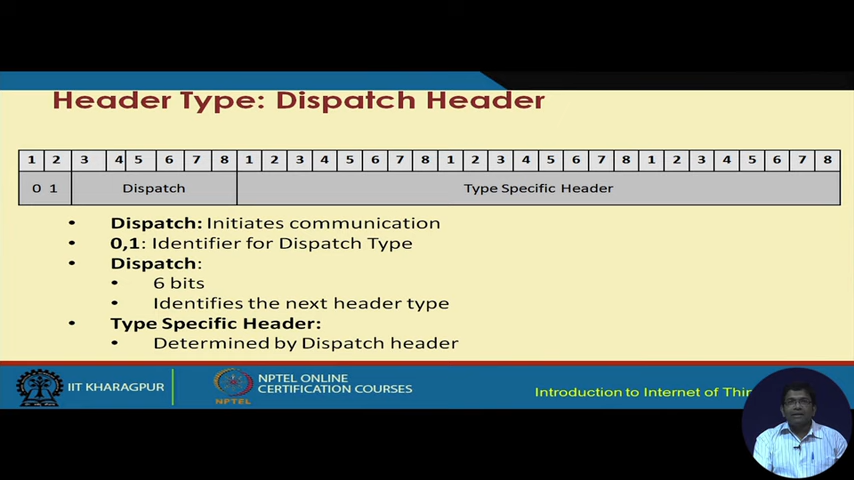 Header Type: Dispatch Header
1 2 3 4 5 6 7 8 1 2 3 4 5 6 7 8 1 2 3 4 5 6 7 8 1 2 3 4 5 6 7 8
0 1 Dispatch Type Specific Header
• Dispatch: Initiates communication
• 0,1: Identifier for Dispatch Type
• Dispatch:
• 6 bits
• Identifies the next header type
• Type Specific Header:
• Determined by Dispatch header
IIT KHARAGPUR
NPTEL ONLINE
CERTIFICATION COURSES
NPTEL
Introduction to Internet of